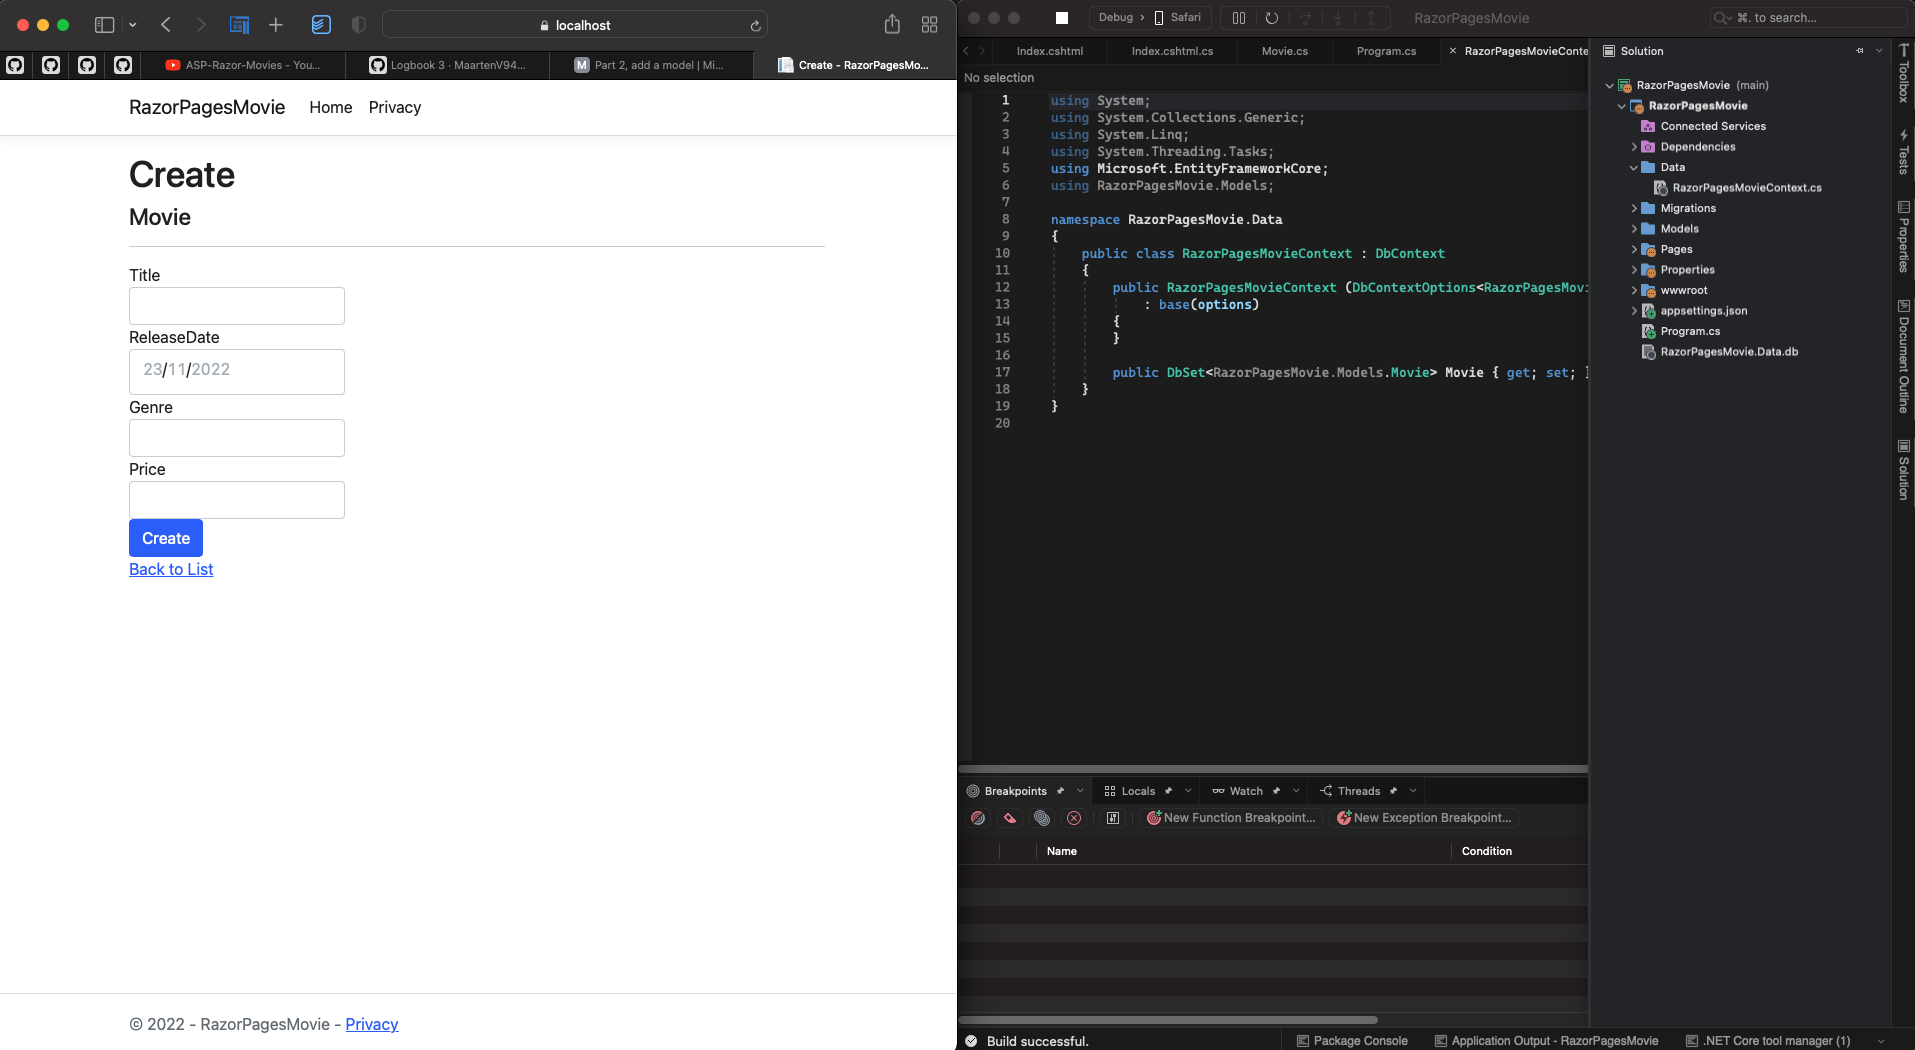 localhost
ASP-Razor-Movies - You...
Logbook 3 · MaartenV94...
M Part 2, add a model | Mi...
Create - RazorPagesMo...
RazorPagesMovie Home Privacy
Create
Movie
Title
ReleaseDate
23/11/2022
Genre
Price
Create
Back to List
© 2022 - RazorPagesMovie - Privacy
Debug › Safari
RazorPagesMovie
⌘. to search...
Index.cshtml
Index.cshtml.cs
Movie.cs
Program.cs
× RazorPagesMovieConte
No selection
1 using System;
2 using System.Collections.Generic;
3 using System.Linq;
4 using System.Threading.Tasks;
5 using Microsoft.EntityFrameworkCore;
6 using RazorPagesMovie.Models;
7
8 namespace RazorPagesMovie.Data
9 {
10 public class RazorPagesMovieContext : DbContext
11 {
12 public RazorPagesMovieContext (DbContextOptions<RazorPagesMovi
13 : base(options)
14 {
15 }
16
17 public DbSet<RazorPagesMovie.Models.Movie> Movie { get; set; }
18 }
19 }
20
Solution
RazorPagesMovie (main)
RazorPagesMovie
Connected Services
Dependencies
Data
RazorPagesMovieContext.cs
Migrations
Models
Pages
Properties
wwwroot
appsettings.json
Program.cs
RazorPagesMovie.Data.db
Toolbox
Tests
Properties
Document Outline
Solution
Breakpoints
Locals
Watch
Threads
New Function Breakpoint...
New Exception Breakpoint...
Name
Condition
Build successful.
Package Console
Application Output - RazorPagesMovie
.NET Core tool manager (1)